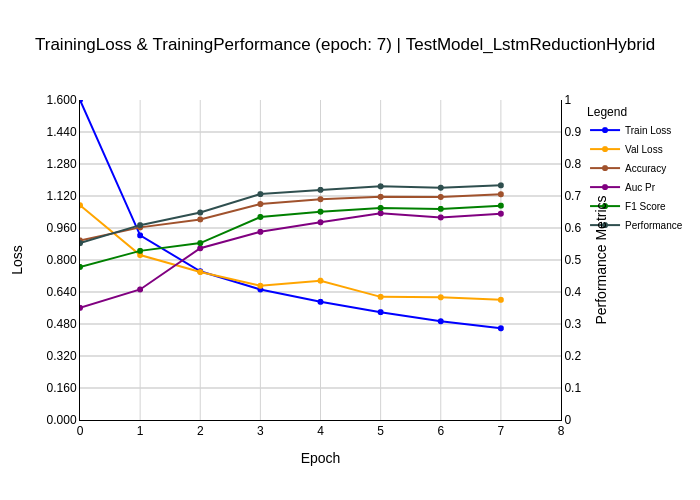 TrainingLoss & TrainingPerformance (epoch: 7) | TestModel_LstmReductionHybrid
1.600
1.440
1.280
1.120
0.960
0.800
0.640
0.480
0.320
0.160
0.000
Loss
0 1 2 3 4 5 6 7 8
Epoch
1
0.9
0.8
0.7
0.6
0.5
0.4
0.3
0.2
0.1
0
Performance Metrics
Legend
Train Loss
Val Loss
Accuracy
Auc Pr
F1 Score
Performance